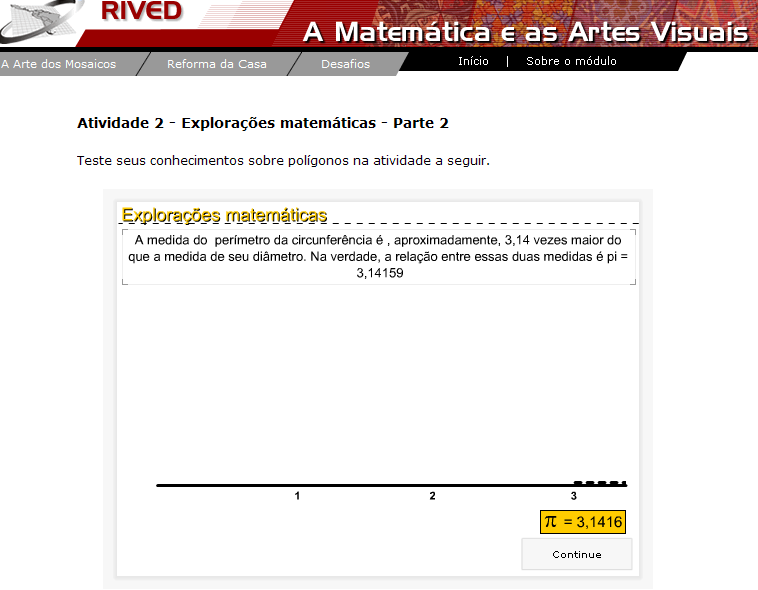 RIVED
A Matemática e as Artes Visuais
A Arte dos Mosaicos Reforma da Casa Desafios Início | Sobre o módulo
Atividade 2 - Explorações matemáticas - Parte 2
Teste seus conhecimentos sobre polígonos na atividade a seguir.
Explorações matemáticas
A medida do perímetro da circunferência é , aproximadamente, 3,14 vezes maior do
que a medida de seu diâmetro. Na verdade, a relação entre essas duas medidas é pi =
3,14159
1 2 3
π = 3,1416
Continue